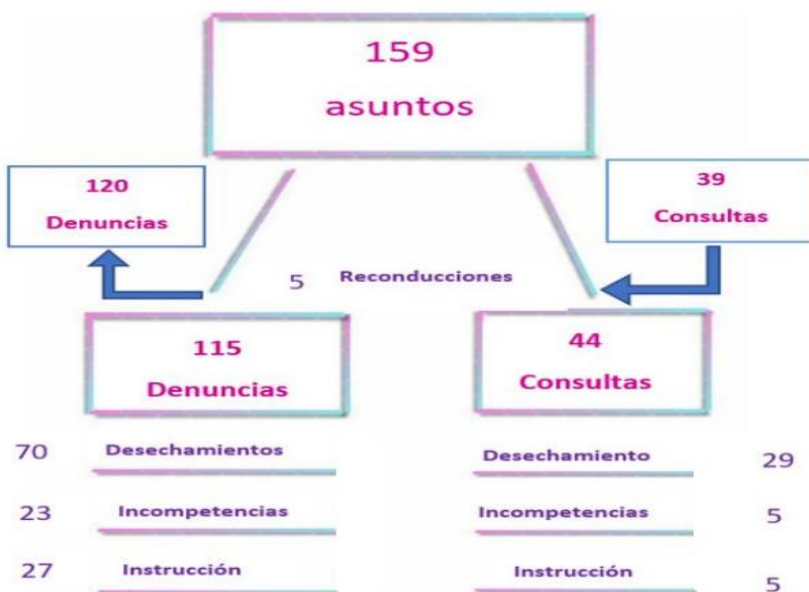 159
asuntos
120
Denuncias
39
Consultas
5 Reconducciones
115
Denuncias
44
Consultas
70 Desechamientos
Desechamiento 29
23 Incompetencias
Incompetencias 5
27 Instrucción
Instrucción 5